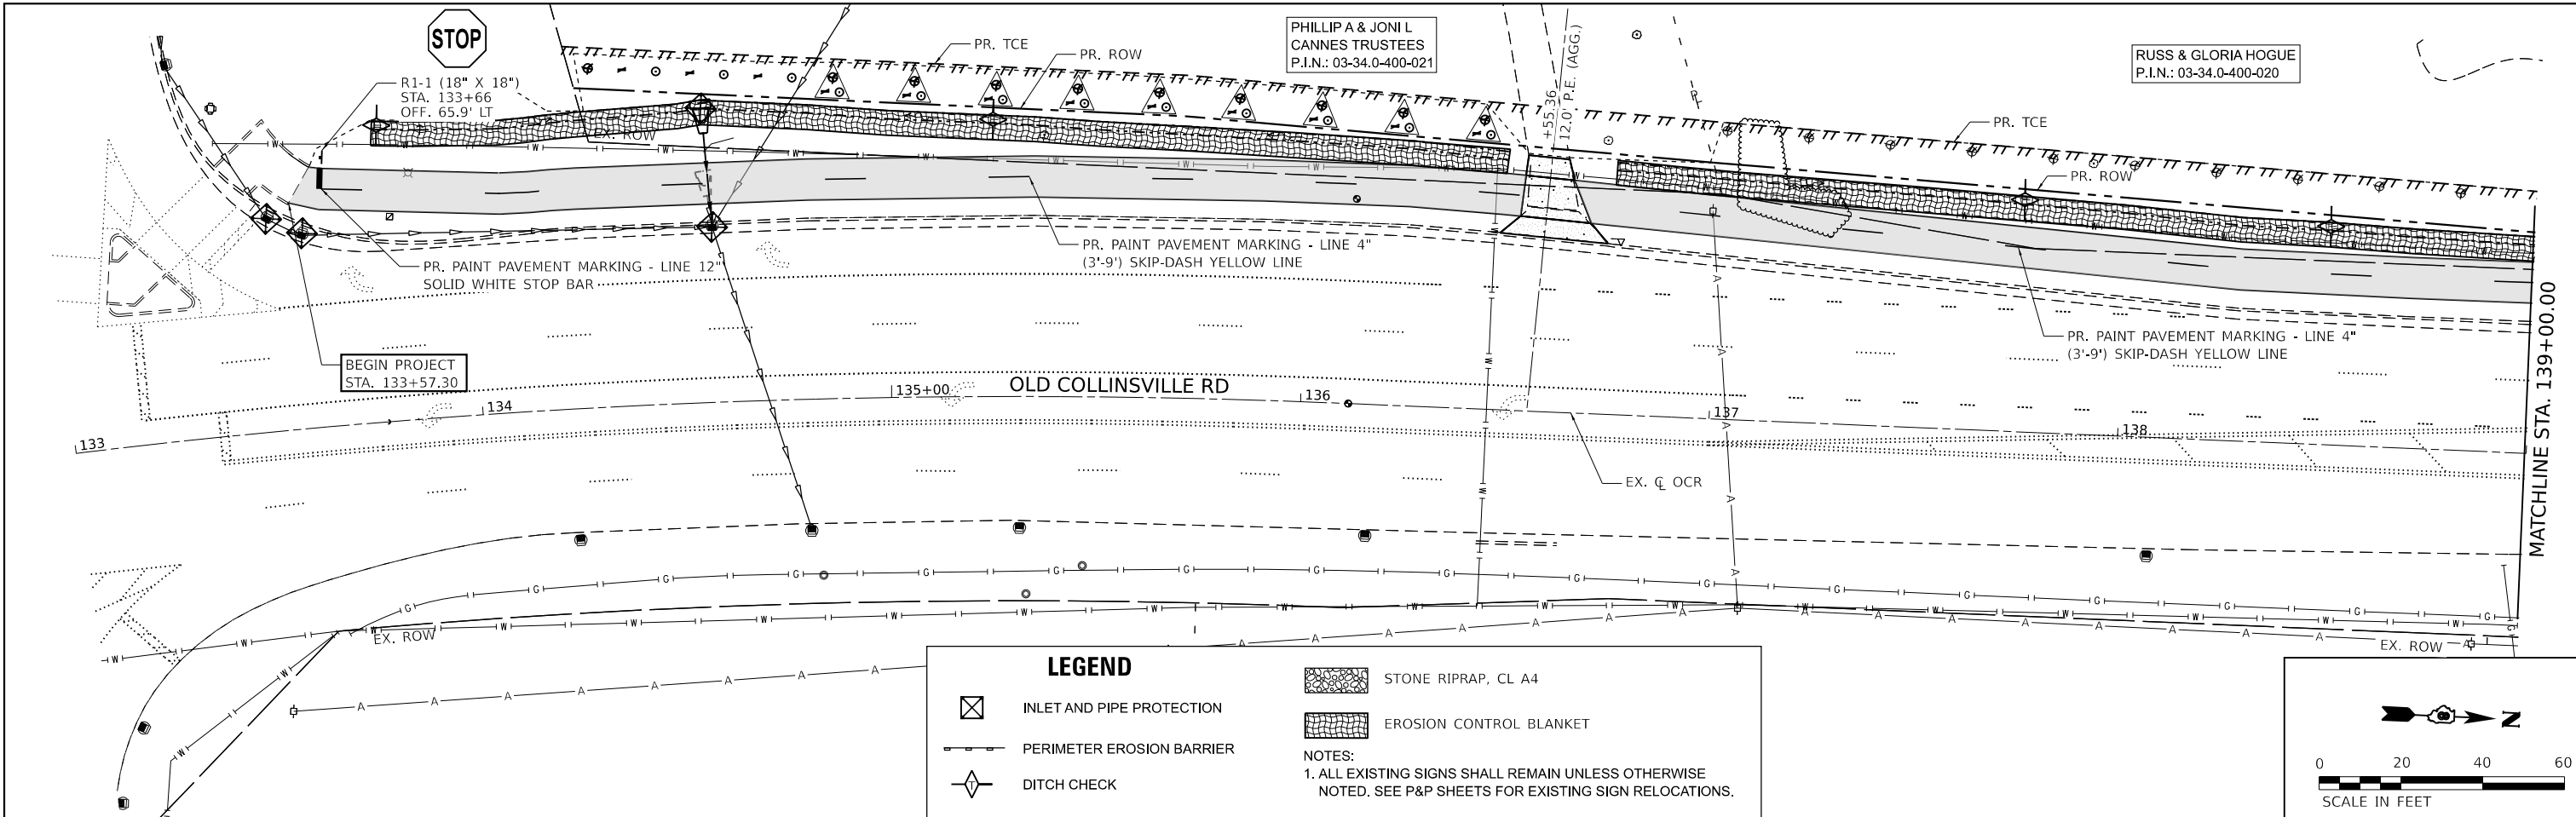 STOP
R1-1 (18" X 18")
STA. 133+66
OFF. 65.9' LT
PR. TCE
PR. ROW
PHILLIP A & JONI L
CANNES TRUSTEES
P.I.N.: 03-34.0-400-021
+55.36
12.0' P.E. (AGG.)
RUSS & GLORIA HOGUE
P.I.N.: 03-34.0-400-020
PR. TCE
PR. ROW
EX. ROW
PR. PAINT PAVEMENT MARKING - LINE 12"
SOLID WHITE STOP BAR
PR. PAINT PAVEMENT MARKING - LINE 4"
(3'-9') SKIP-DASH YELLOW LINE
PR. PAINT PAVEMENT MARKING - LINE 4"
(3'-9') SKIP-DASH YELLOW LINE
BEGIN PROJECT
STA. 133+57.30
OLD COLLINSVILLE RD
133
134
135+00
136
137
138
EX. ℄ OCR
MATCHLINE STA. 139+00.00
EX. ROW
EX. ROW
LEGEND
INLET AND PIPE PROTECTION
PERIMETER EROSION BARRIER
DITCH CHECK
STONE RIPRAP, CL A4
EROSION CONTROL BLANKET
NOTES:
1. ALL EXISTING SIGNS SHALL REMAIN UNLESS OTHERWISE
NOTED. SEE P&P SHEETS FOR EXISTING SIGN RELOCATIONS.
N
0 20 40 60
SCALE IN FEET